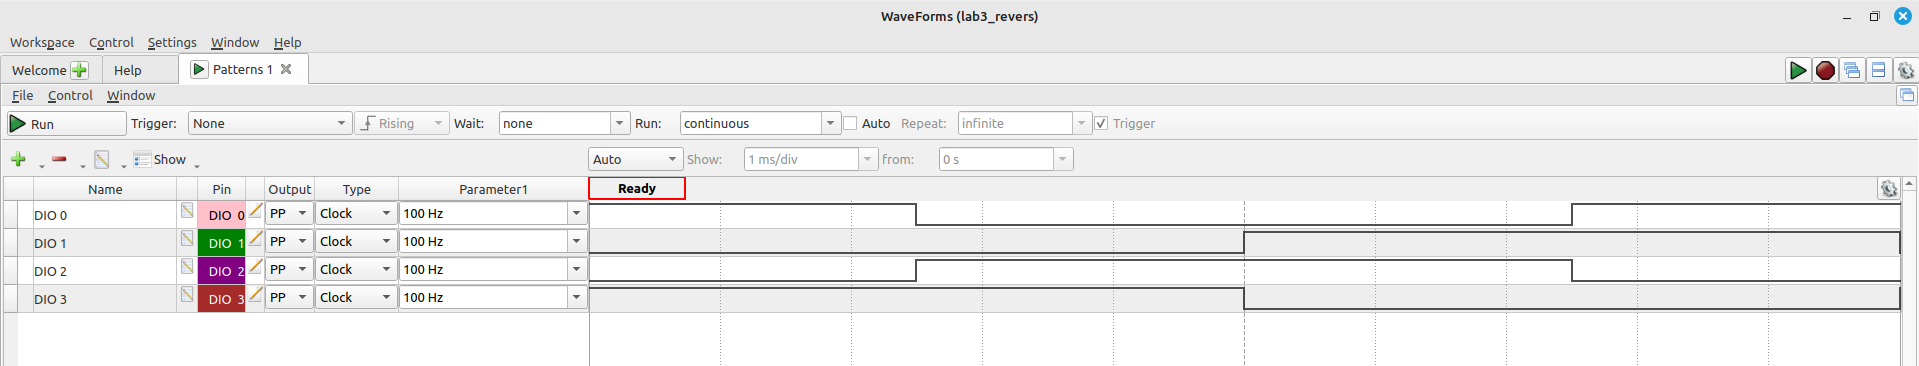 WaveForms (lab3_revers)
Workspace Control Settings Window Help
Welcome Help Patterns 1
File Control Window
Run Trigger: None Rising Wait: none Run: continuous Auto Repeat: infinite Trigger
Show Auto Show: 1 ms/div from: 0 s
Name Pin Output Type Parameter1 Ready
DIO 0 DIO 0 PP Clock 100 Hz
DIO 1 DIO 1 PP Clock 100 Hz
DIO 2 DIO 2 PP Clock 100 Hz
DIO 3 DIO 3 PP Clock 100 Hz